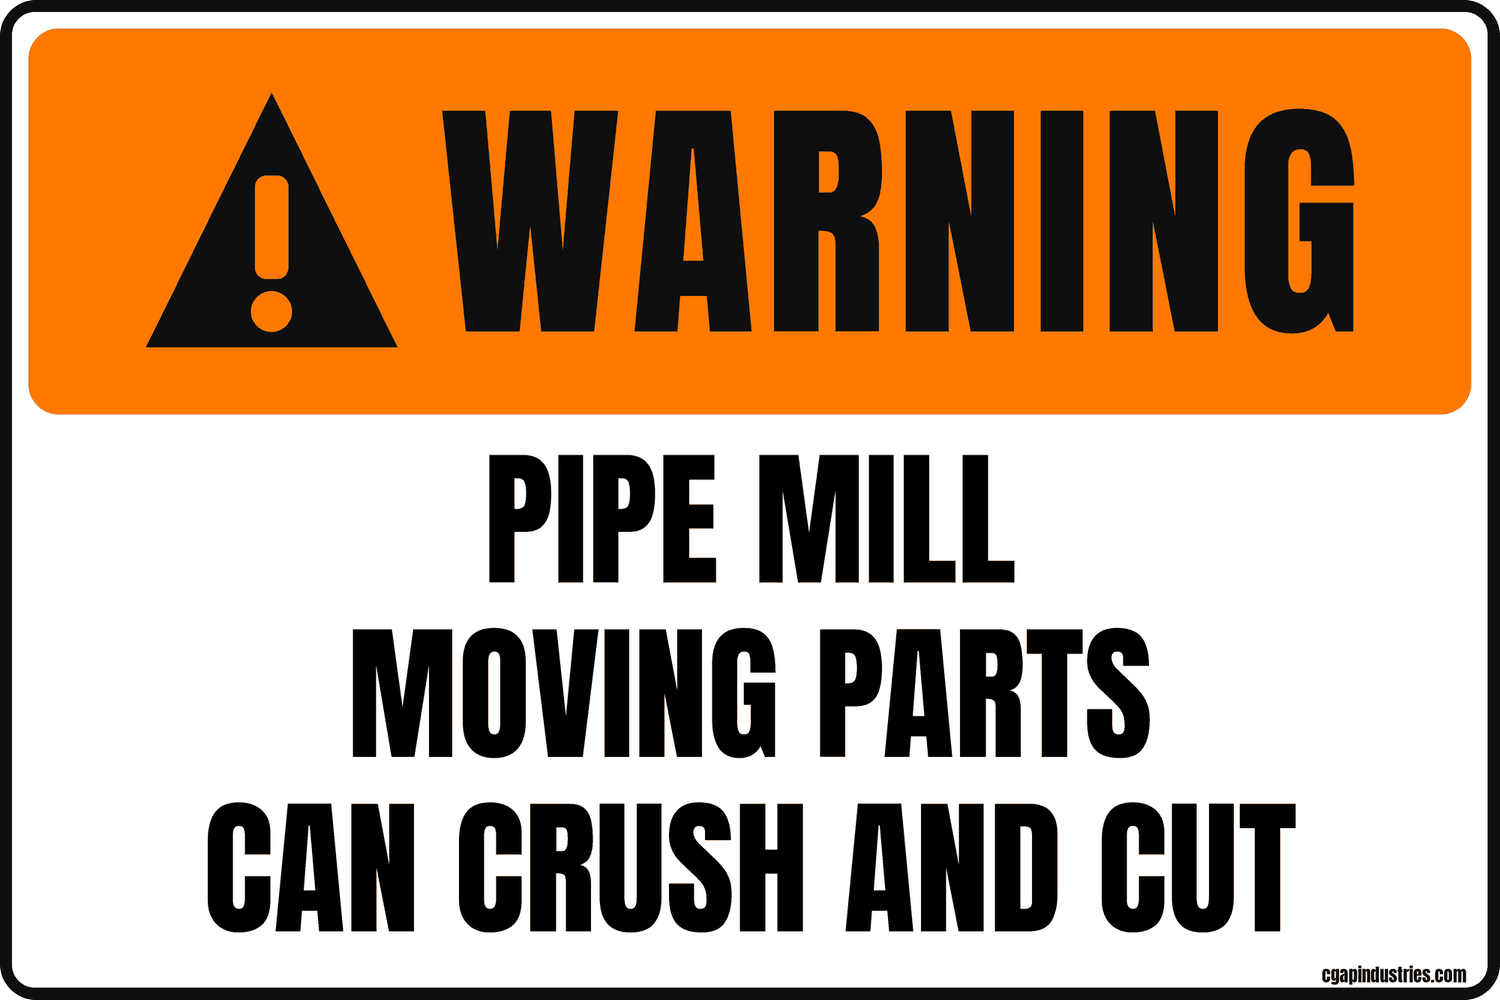 WARNING
PIPE MILL
MOVING PARTS
CAN CRUSH AND CUT
cgapindustries.com